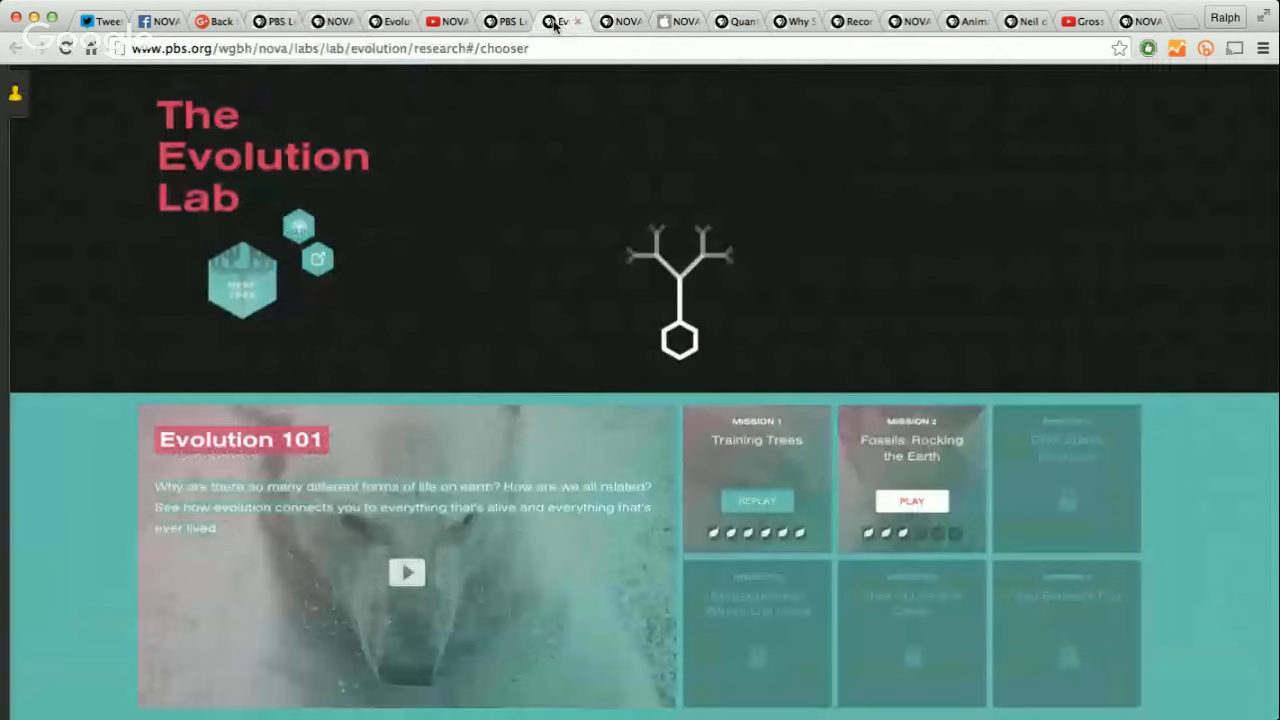 Tweet
NOVA
Back
PBS L
NOVA
Evolu
NOVA
PBS L
Ev
NOVA
NOVA
Quan
Why S
Recor
NOVA
Anim
Neil d
Gross
NOVA
Ralph
Google
www.pbs.org/wgbh/nova/labs/lab/evolution/research#/chooser
The
Evolution
Lab
Evolution 101
Why are there so many different forms of life on earth? How are we all related?
See how evolution connects you to everything that's alive and everything that's
ever lived.
MISSION 1
Training Trees
REPLAY
MISSION 2
Fossils: Rocking
the Earth
PLAY